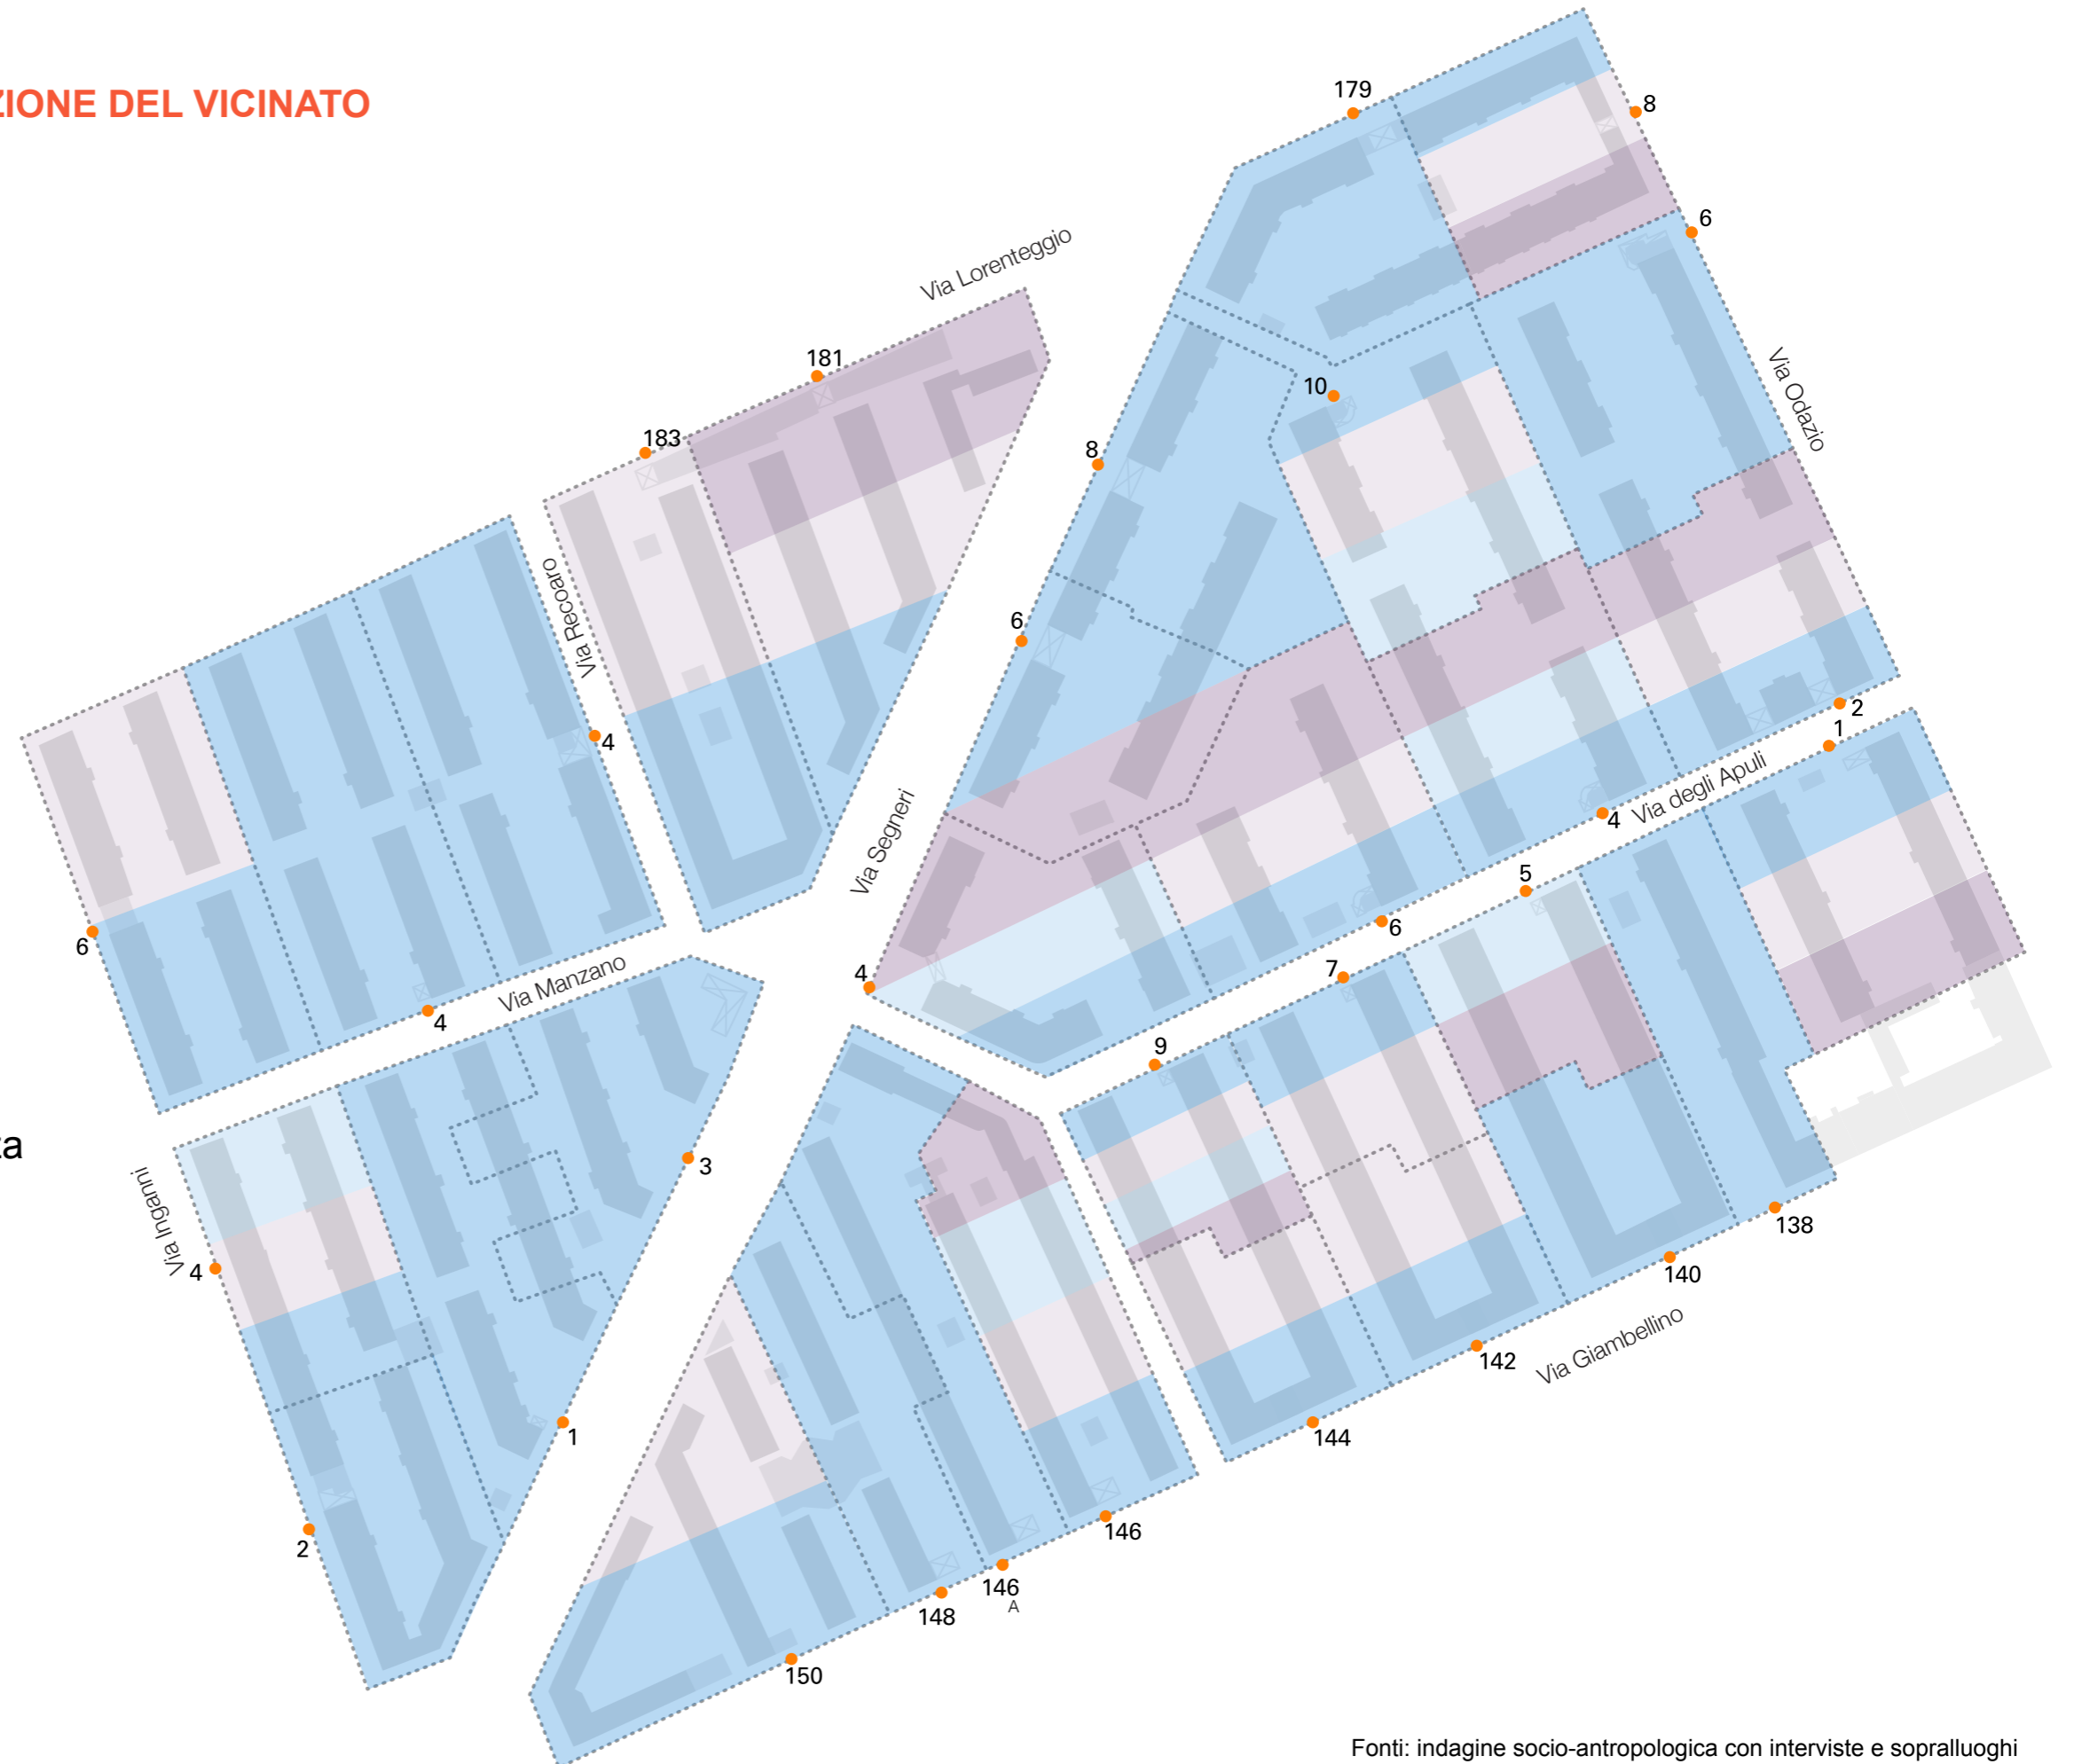 ZIONE DEL VICINATO
179
8
6
Via Lorenteggio
181
183
10
8
Via Odazio
Via Recoaro
4
6
2
1
Via degli Apuli
4
5
Via Segneri
6
6
4
7
Via Manzano
4
9
ta
3
Via Inganni
4
138
140
142
Via Giambellino
144
1
2
146
146
A
148
150
Fonti: indagine socio-antropologica con interviste e sopralluoghi